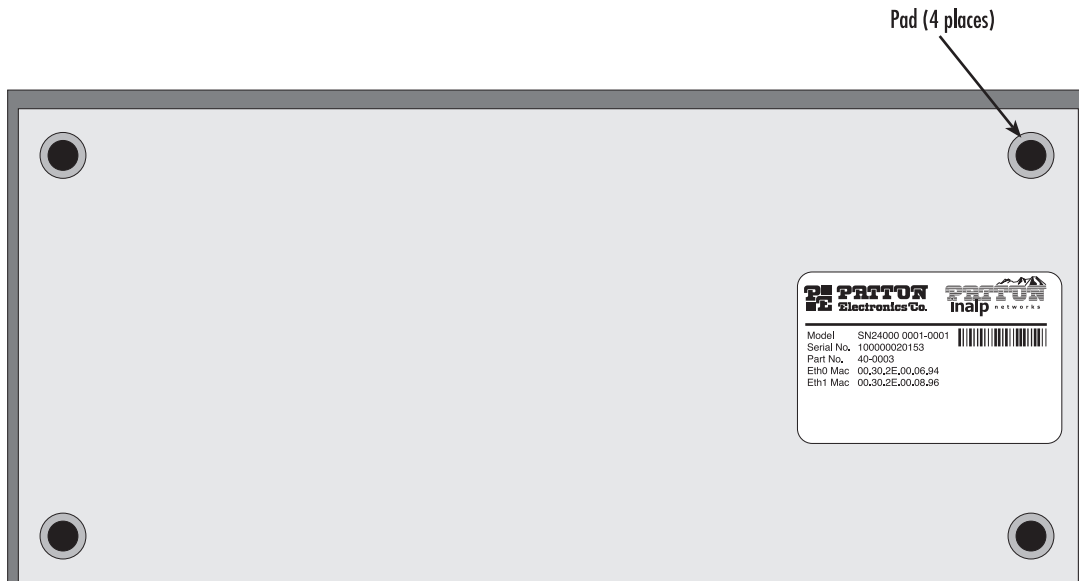 Pad (4 places)
PE PATTON Electronics Co.
PATTON Inalp networks
Model SN24000 0001-0001
Serial No. 100000020153
Part No. 40-0003
Eth0 Mac 00.30.2E.00.06.94
Eth1 Mac 00.30.2E.00.08.96